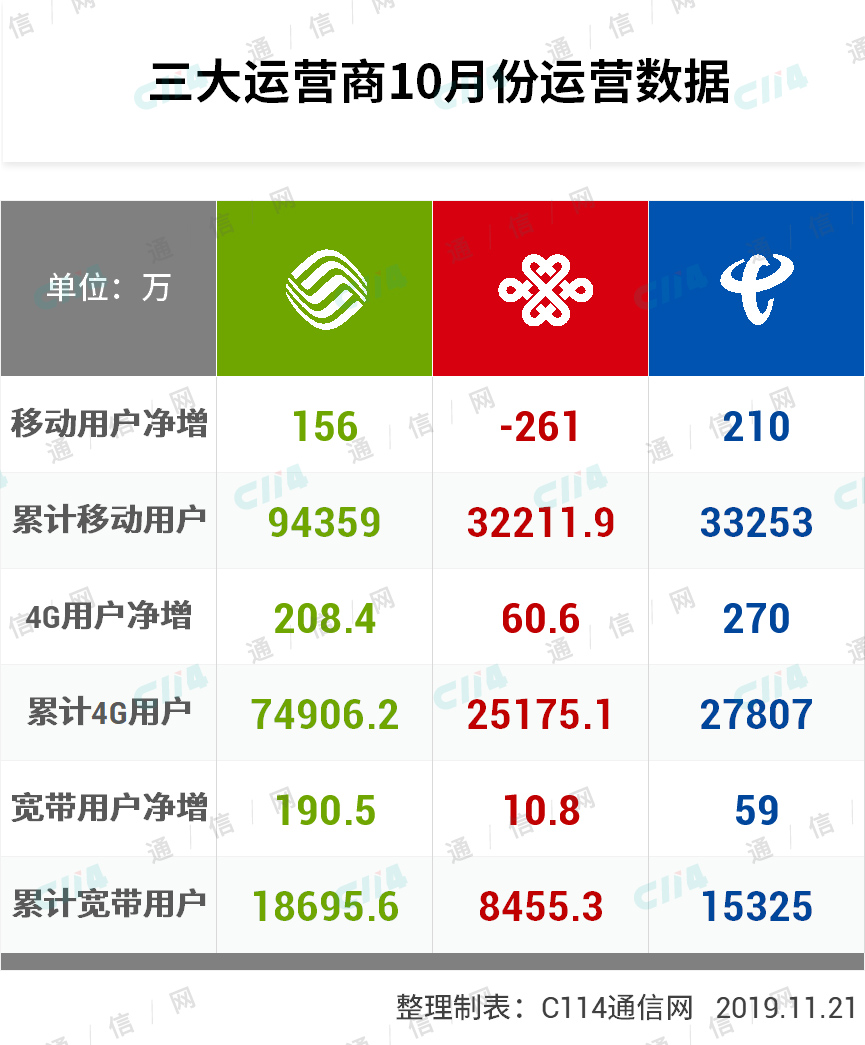 三大运营商10月份运营数据
单位：万
移动用户净增 156 -261 210
累计移动用户 94359 32211.9 33253
4G用户净增 208.4 60.6 270
累计4G用户 74906.2 25175.1 27807
宽带用户净增 190.5 10.8 59
累计宽带用户 18695.6 8455.3 15325
整理制表：C114通信网 2019.11.21